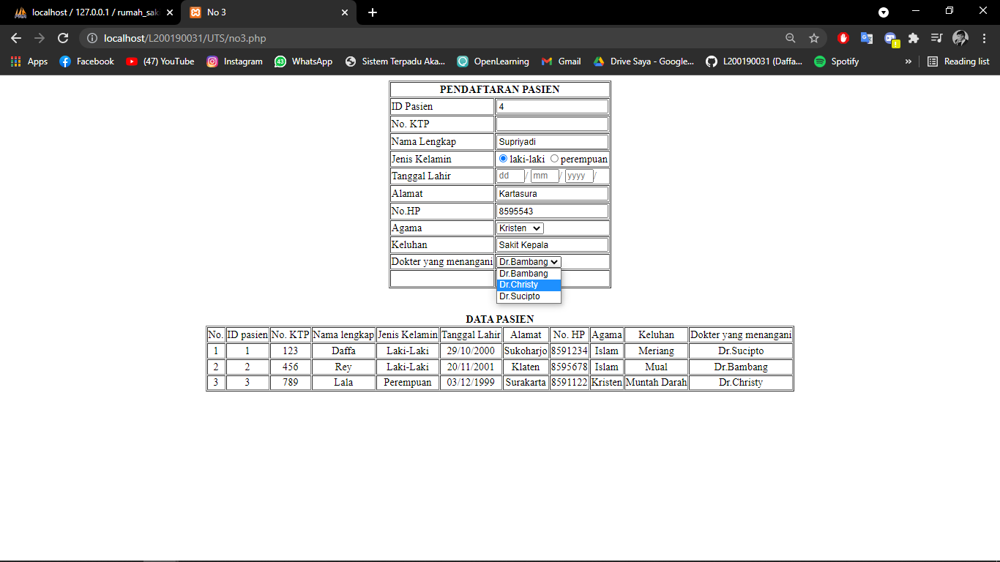 localhost / 127.0.0.1 / rumah_sak
No 3
localhost/L200190031/UTS/no3.php
Apps Facebook (47) YouTube Instagram 43 WhatsApp Sistem Terpadu Aka... OpenLearning Gmail Drive Saya - Google... L200190031 (Daffa... Spotify » Reading list
PENDAFTARAN PASIEN
ID Pasien 4
No. KTP
Nama Lengkap Supriyadi
Jenis Kelamin laki-laki perempuan
Tanggal Lahir dd / mm / yyyy /
Alamat Kartasura
No.HP 8595543
Agama Kristen
Keluhan Sakit Kepala
Dokter yang menangani Dr.Bambang
Dr.Bambang
Dr.Christy
Dr.Sucipto
DATA PASIEN
No. ID pasien No. KTP Nama lengkap Jenis Kelamin Tanggal Lahir Alamat No. HP Agama Keluhan Dokter yang menangani
1 1 123 Daffa Laki-Laki 29/10/2000 Sukoharjo 8591234 Islam Meriang Dr.Sucipto
2 2 456 Rey Laki-Laki 20/11/2001 Klaten 8595678 Islam Mual Dr.Bambang
3 3 789 Lala Perempuan 03/12/1999 Surakarta 8591122 Kristen Muntah Darah Dr.Christy